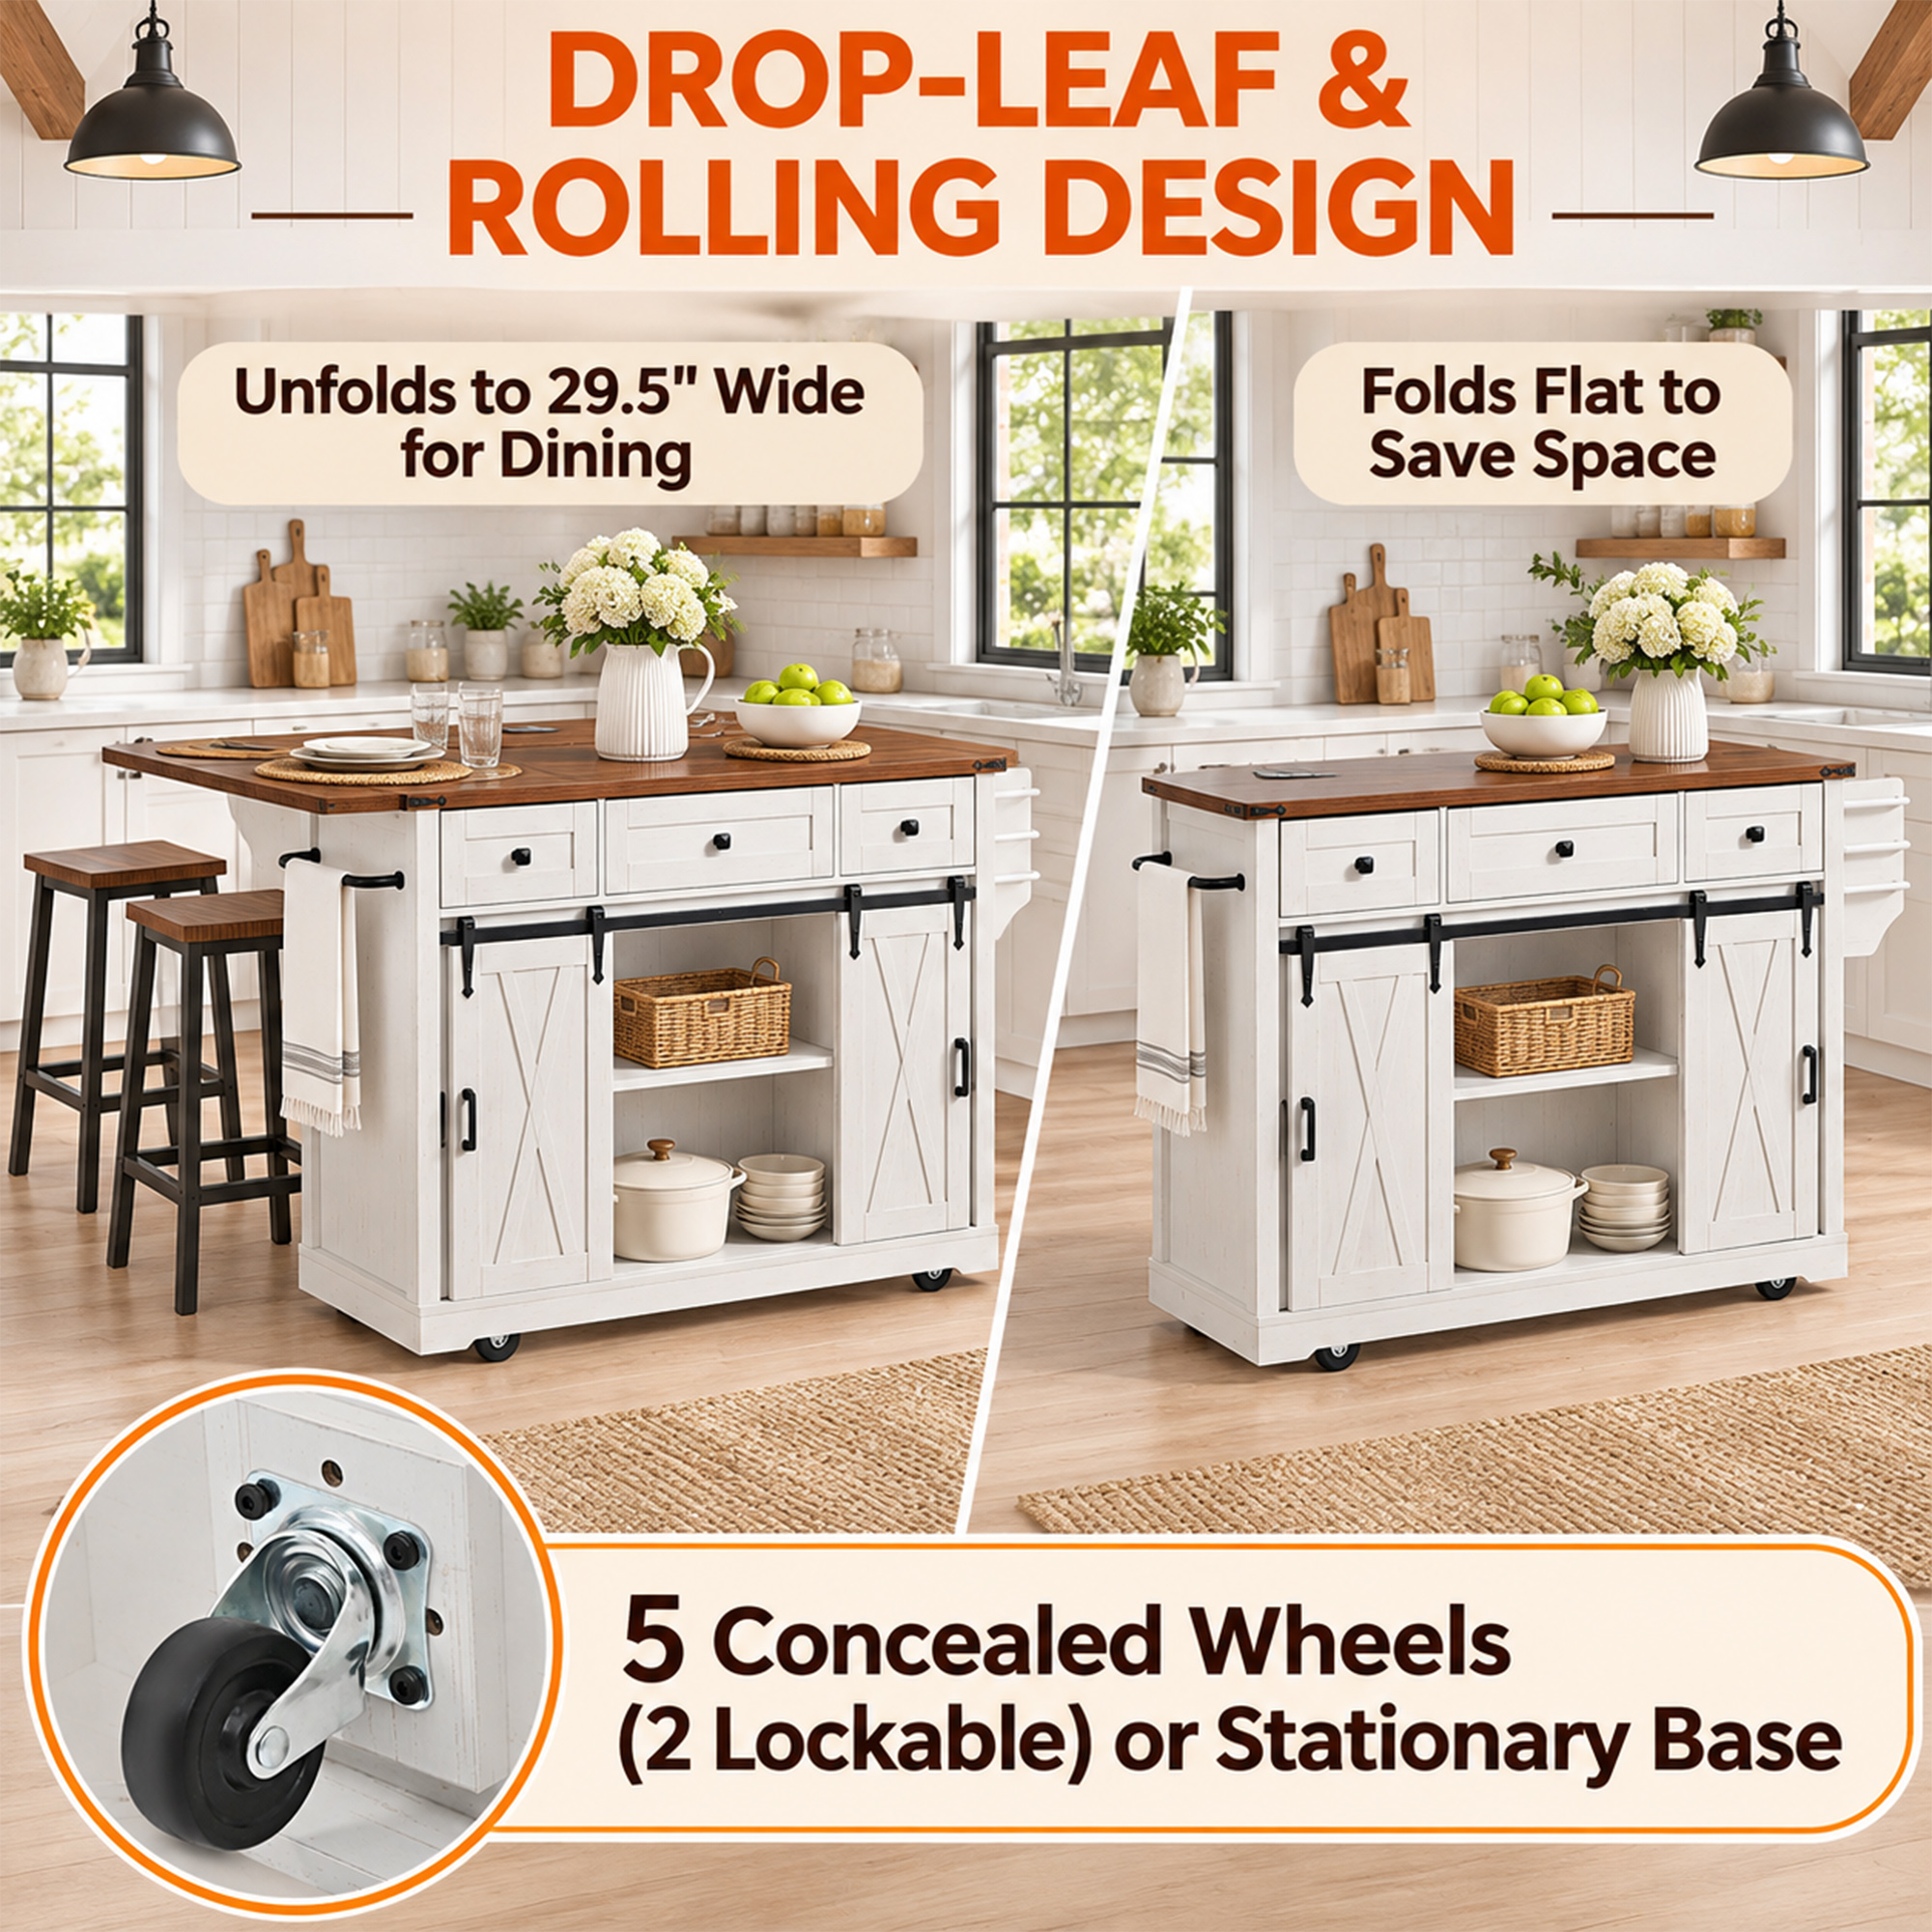 DROP-LEAF &
ROLLING DESIGN
Unfolds to 29.5" Wide
for Dining
Folds Flat to
Save Space
5 Concealed Wheels
(2 Lockable) or Stationary Base